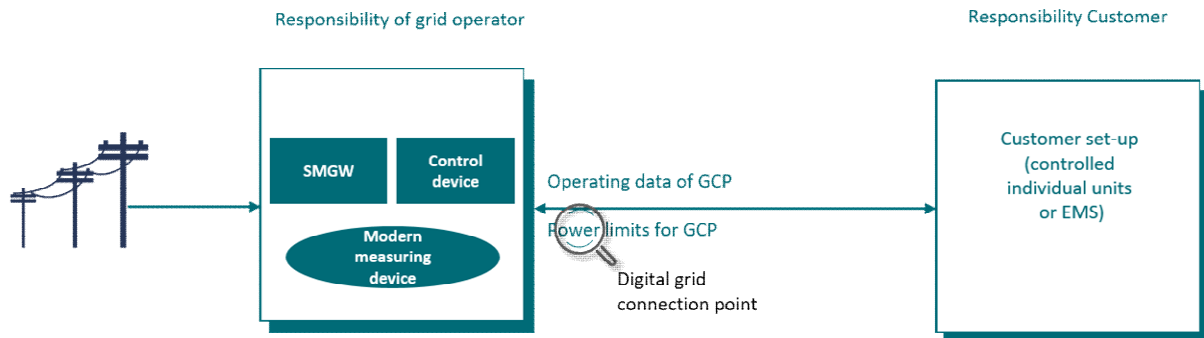 Responsibility of grid operator
Responsibility Customer
SMGW
Control
device
Modern
measuring
device
Operating data of GCP
Power limits for GCP
Digital grid
connection point
Customer set-up
(controlled
individual units
or EMS)